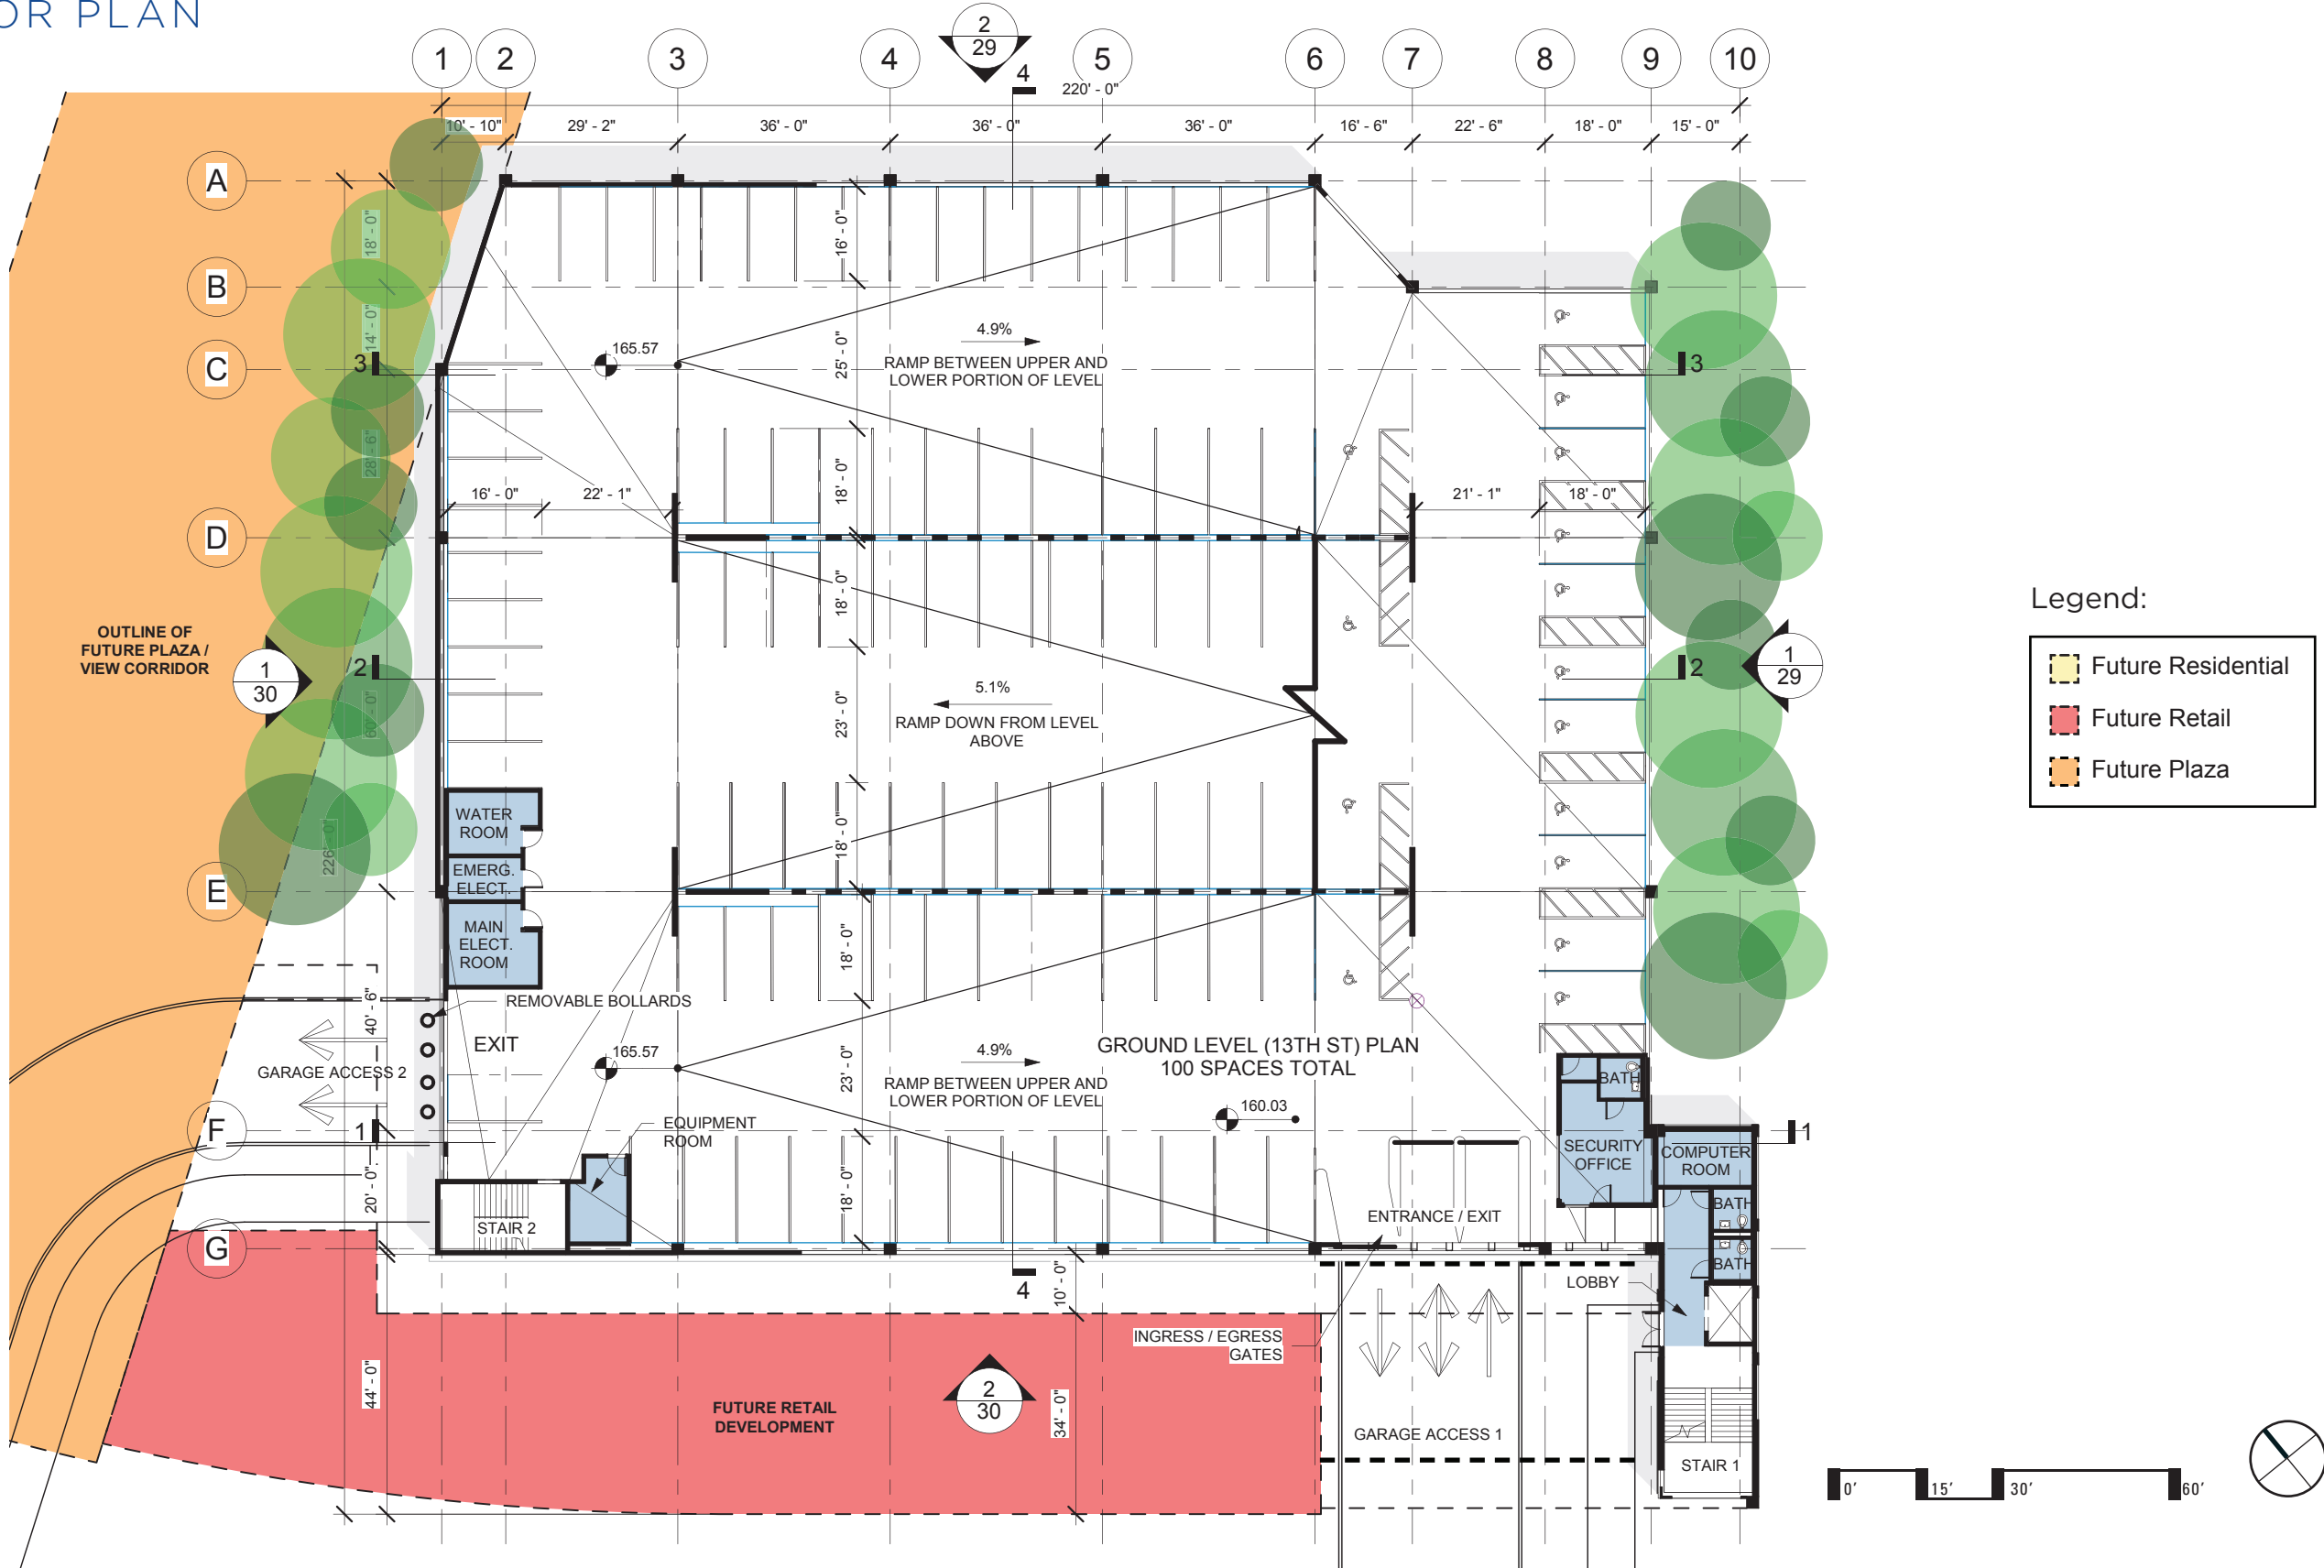 OR PLAN
1 2 3 4 5 6 7 8 9 10
2
29
4
220' - 0"
10' - 10" 29' - 2" 36' - 0" 36' - 0" 36' - 0" 16' - 6" 22' - 6" 18' - 0" 15' - 0"
A
18' - 0"
16' - 0"
B
14' - 0"
25' - 0"
4.9%
165.57
RAMP BETWEEN UPPER AND
LOWER PORTION OF LEVEL
C
3
3
28' - 6"
18' - 0"
16' - 0" 22' - 1"
21' - 1" 18' - 0"
D
18' - 0"
OUTLINE OF
FUTURE PLAZA /
VIEW CORRIDOR
1
30
2
2
1
29
60' - 0"
23' - 0"
5.1%
RAMP DOWN FROM LEVEL
ABOVE
Legend:
Future Residential
Future Retail
Future Plaza
WATER
ROOM
226' - 0"
18' - 0"
EMERG.
ELECT.
E
MAIN
ELECT.
ROOM
18' - 0"
REMOVABLE BOLLARDS
40' - 6"
EXIT
GARAGE ACCESS 2
165.57
4.9%
RAMP BETWEEN UPPER AND
LOWER PORTION OF LEVEL
23' - 0"
GROUND LEVEL (13TH ST) PLAN
100 SPACES TOTAL
160.03
BATH
F
1
1
EQUIPMENT
ROOM
SECURITY
OFFICE
COMPUTER
ROOM
20' - 0"
18' - 0"
STAIR 2
ENTRANCE / EXIT
BATH
G
BATH
LOBBY
4
10' - 0"
INGRESS / EGRESS
GATES
44' - 0"
34' - 0"
2
30
FUTURE RETAIL
DEVELOPMENT
GARAGE ACCESS 1
STAIR 1
0' 15' 30' 60'